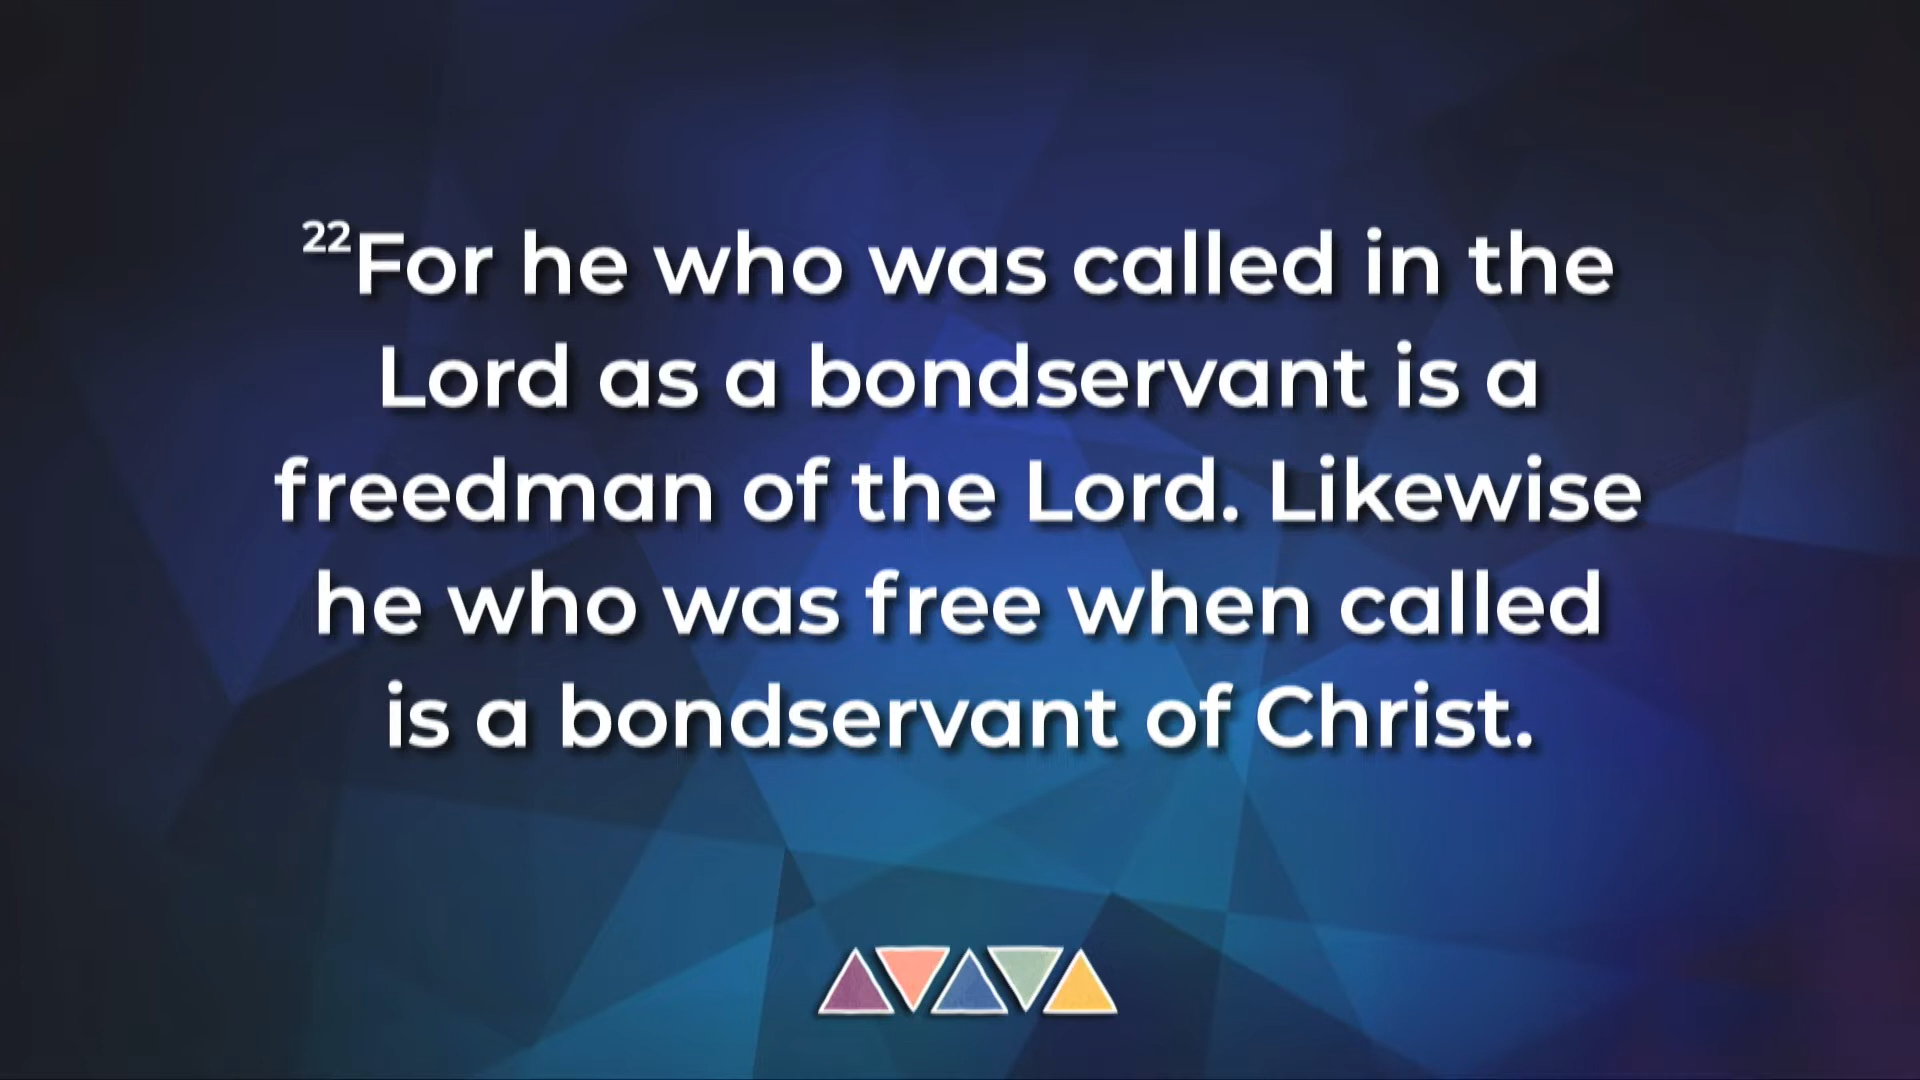 22For he who was called in the
Lord as a bondservant is a
freedman of the Lord. Likewise
he who was free when called
is a bondservant of Christ.